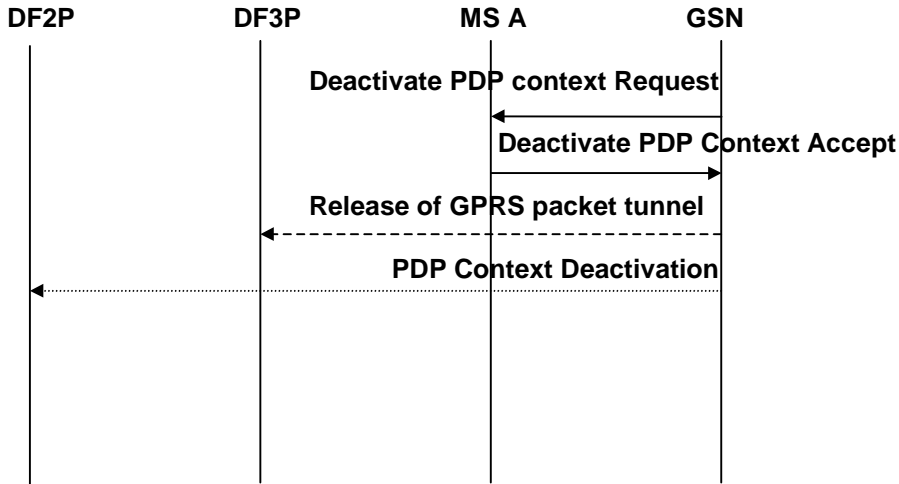 DF2P DF3P MS A GSN
Deactivate PDP context Request
Deactivate PDP Context Accept
Release of GPRS packet tunnel
PDP Context Deactivation